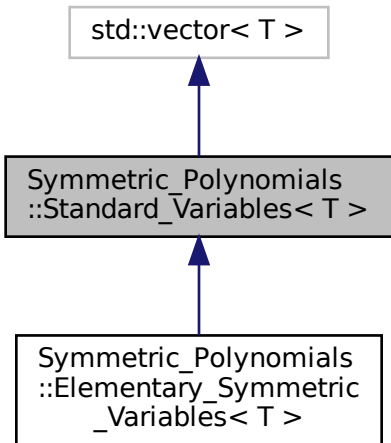 std::vector< T >
Symmetric_Polynomials
::Standard_Variables< T >
Symmetric_Polynomials
::Elementary_Symmetric
_Variables< T >